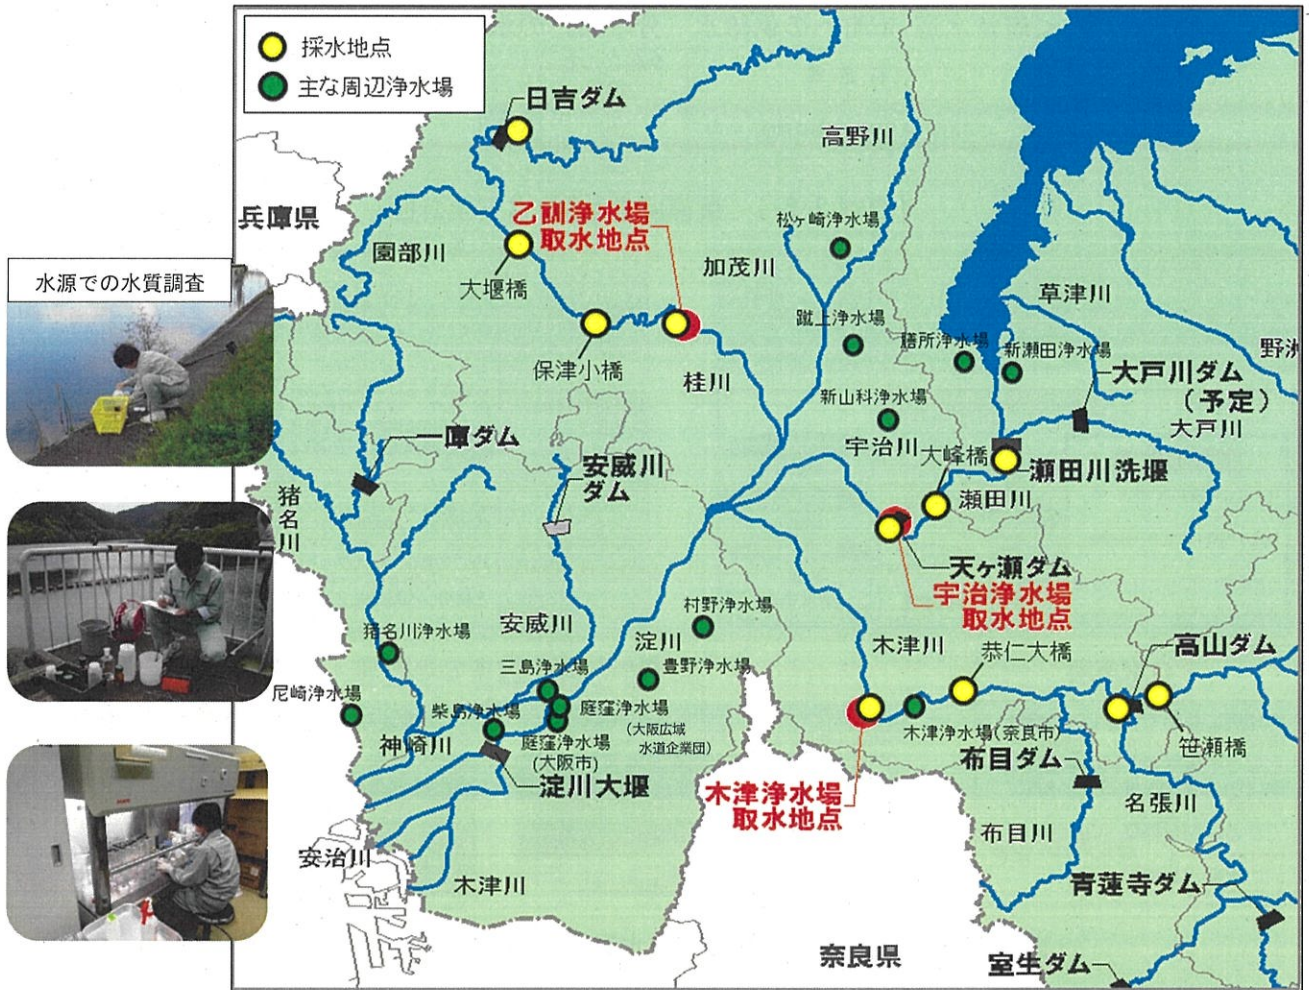 採水地点
主な周辺浄水場
日吉ダム
高野川
兵庫県
乙訓浄水場
取水地点
松ヶ崎浄水場
園部川
加茂川
大堰橋
水源での水質調査
草津川
蹴上浄水場
膳所浄水場
新瀬田浄水場
野洲
保津小橋
桂川
大戸川ダム
(予定)
新山科浄水場
大戸川
一庫ダム
宇治川
大峰橋
安威川
ダム
瀬田川洗堰
猪名川
瀬田川
天ヶ瀬ダム
宇治浄水場
取水地点
村野浄水場
猪名川浄水場
安威川
淀川
木津川
恭仁大橋
高山ダム
三島浄水場
豊野浄水場
尼崎浄水場
柴島浄水場
庭窪浄水場
(大阪広域
水道企業団)
神崎川
庭窪浄水場
(大阪市)
木津浄水場(奈良市)
笹瀬橋
淀川大堰
布目ダム
木津浄水場
取水地点
名張川
布目川
安治川
木津川
青蓮寺ダム
奈良県
室生ダム